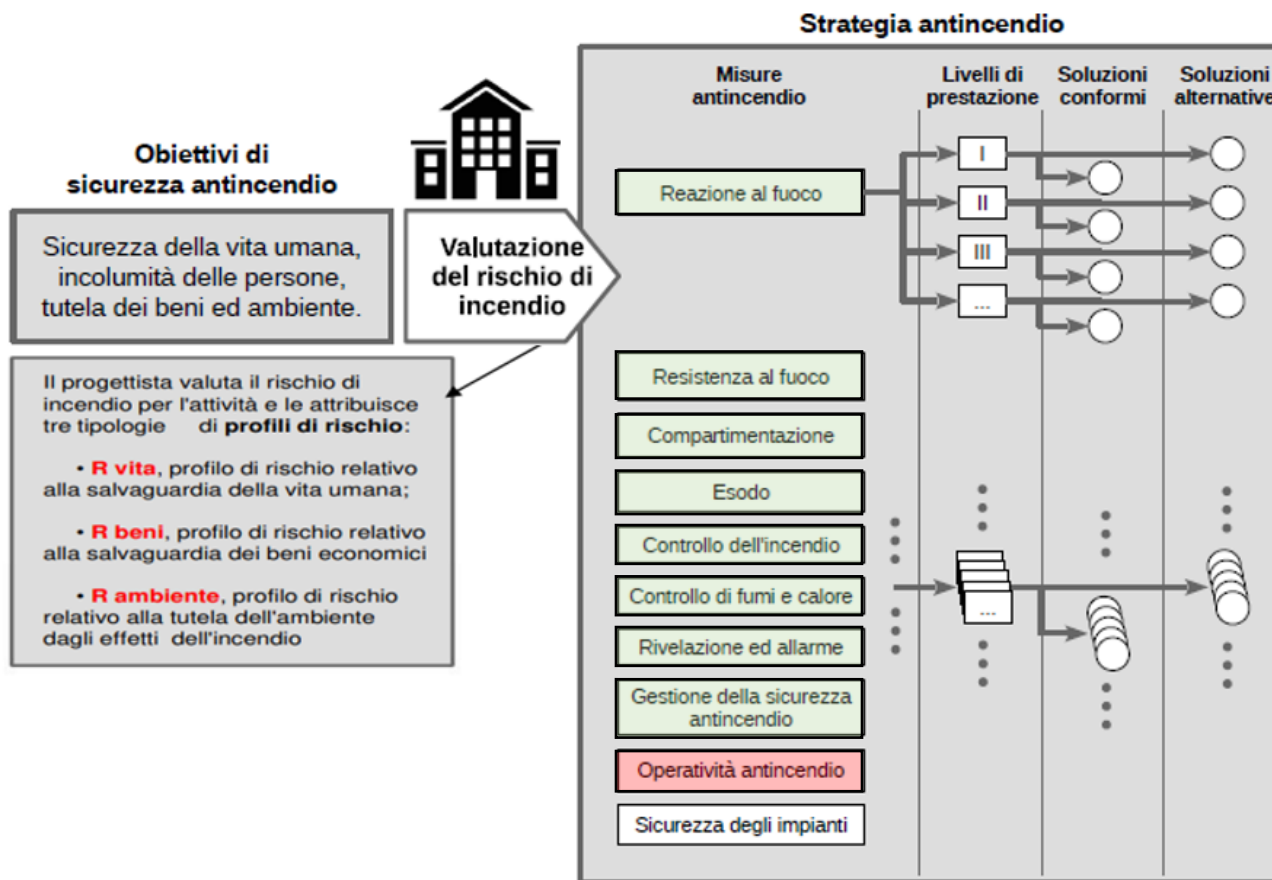 Strategia antincendio
Obiettivi di
sicurezza antincendio
Sicurezza della vita umana,
incolumità delle persone,
tutela dei beni ed ambiente.
Valutazione
del rischio di
incendio
Il progettista valuta il rischio di
incendio per l'attività e le attribuisce
tre tipologie di profili di rischio:
• R vita, profilo di rischio relativo
alla salvaguardia della vita umana;
• R beni, profilo di rischio relativo
alla salvaguardia dei beni economici
• R ambiente, profilo di rischio
relativo alla tutela dell'ambiente
dagli effetti dell'incendio
Misure
antincendio
Livelli di
prestazione
Soluzioni
conformi
Soluzioni
alternative
Reazione al fuoco
I
II
III
...
Resistenza al fuoco
Compartimentazione
Esodo
Controllo dell'incendio
Controllo di fumi e calore
...
Rivelazione ed allarme
Gestione della sicurezza
antincendio
Operatività antincendio
Sicurezza degli impianti